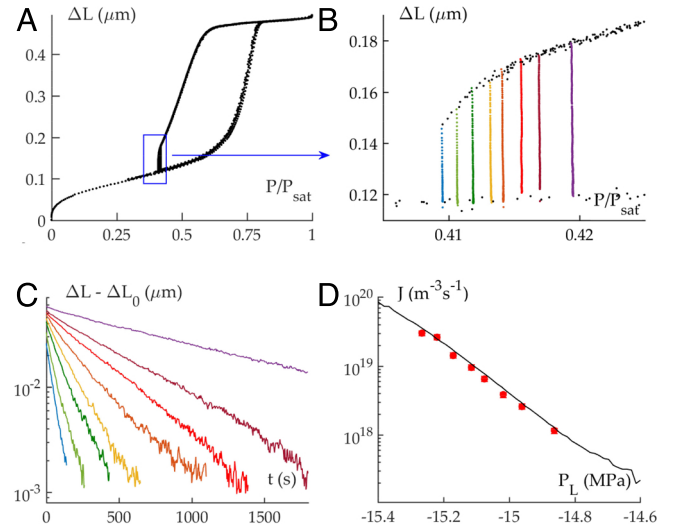 A
ΔL (μm)
0.4
0.3
0.2
0.1
0
P/Psat
0
0.25
0.5
0.75
1
B
ΔL (μm)
0.18
0.16
0.14
0.12
P/Psat
0.41
0.42
C
ΔL - ΔL0 (μm)
10-2
10-3
t (s)
0
500
1000
1500
D
J (m-3s-1)
1020
1019
1018
PL (MPa)
-15.4
-15.2
-15
-14.8
-14.6